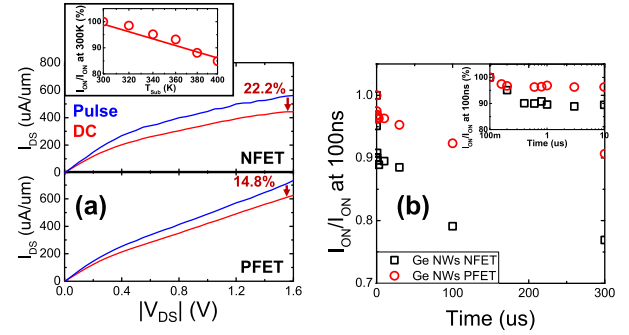 I_ON/I_ON at 300K (%)
100
95
90
85
80
300 320 340 360 380 400
T_Sub (K)
I_DS (uA/um)
800
600
400
200
0
Pulse
DC
22.2%
NFET
I_DS (uA/um)
600
400
200
0
14.8%
(a)
PFET
0.0 0.4 0.8 1.2 1.6
|V_DS| (V)
I_ON/I_ON at 100ns
1.0
0.9
0.8
0.7
I_ON/I_ON at 100ns (%)
100
90
80
100m 1 10
Time (us)
(b)
Ge NWs NFET
Ge NWs PFET
0 100 200 300
Time (us)